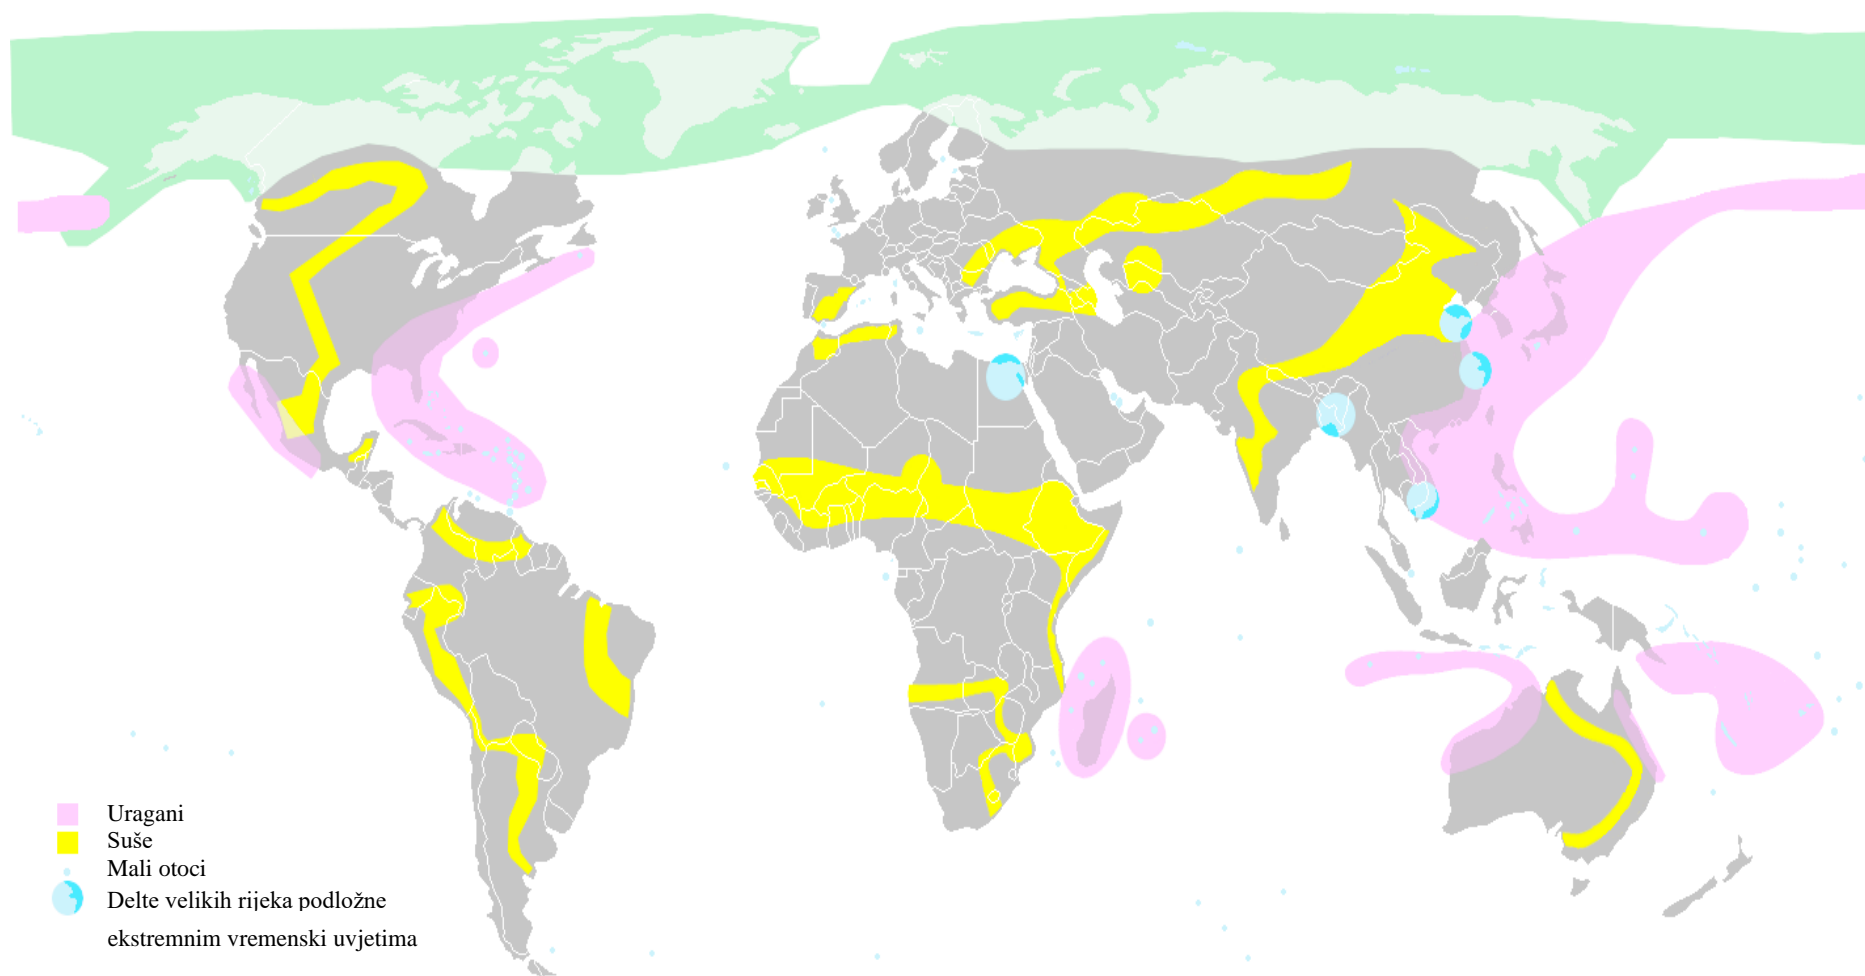 Uragani
Suše
Mali otoci
Delte velikih rijeka podložne
ekstremnim vremenski uvjetima